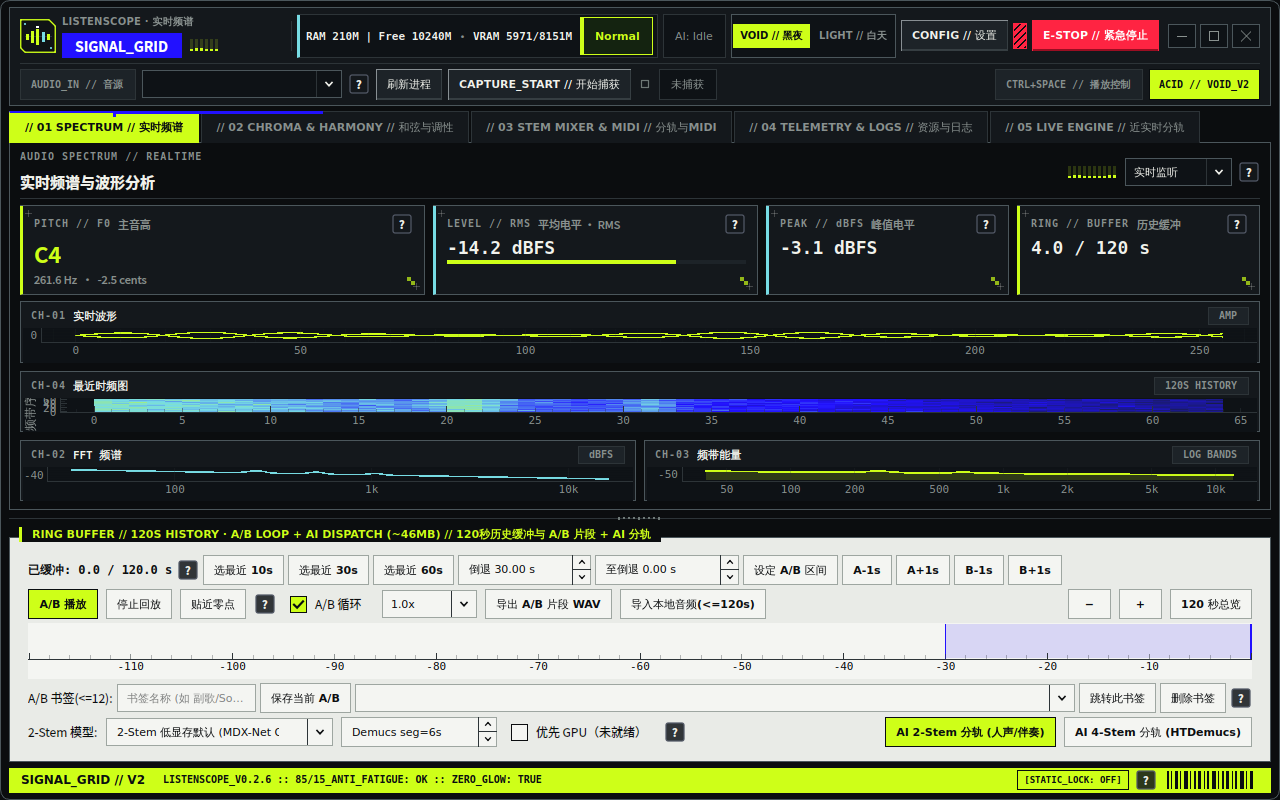 LISTENSCOPE · 实时频谱
SIGNAL_GRID
RAM 210M | Free 10240M · VRAM 5971/8151M
Normal
AI: Idle
VOID // 黑夜
LIGHT // 白天
CONFIG // 设置
E-STOP // 紧急停止
AUDIO_IN // 音源
?
刷新进程
CAPTURE_START // 开始捕获
未捕获
CTRL+SPACE // 播放控制
ACID // VOID_V2
// 01 SPECTRUM // 实时频谱
// 02 CHROMA & HARMONY // 和弦与调性
// 03 STEM MIXER & MIDI // 分轨与MIDI
// 04 TELEMETRY & LOGS // 资源与日志
// 05 LIVE ENGINE // 近实时分轨
AUDIO SPECTRUM // REALTIME
实时频谱与波形分析
实时监听
?
PITCH // F0 主音高
?
C4
261.6 Hz · -2.5 cents
LEVEL // RMS 平均电平 · RMS
?
-14.2 dBFS
PEAK // dBFS 峰值电平
?
-3.1 dBFS
RING // BUFFER 历史缓冲
?
4.0 / 120 s
CH-01 实时波形
AMP
0
0 50 100 150 200 250
CH-04 最近时频图
120S HISTORY
0 5 10 15 20 25 30 35 40 45 50 55 60 65
CH-02 FFT 频谱
dBFS
-40
100 1k 10k
CH-03 频带能量
LOG BANDS
-50
50 100 200 500 1k 2k 5k 10k
RING BUFFER // 120S HISTORY · A/B LOOP + AI DISPATCH (~46MB) // 120秒历史缓冲与 A/B 片段 + AI 分轨
已缓冲: 0.0 / 120.0 s
?
选最近 10s
选最近 30s
选最近 60s
倒退 30.00 s
至倒退 0.00 s
设定 A/B 区间
A-1s
A+1s
B-1s
B+1s
A/B 播放
停止回放
贴近零点
?
A/B 循环
1.0x
导出 A/B 片段 WAV
导入本地音频(<=120s)
−
+
120 秒总览
-110 -100 -90 -80 -70 -60 -50 -40 -30 -20 -10
A/B 书签(<=12):
书签名称 (如 副歌/So...
保存当前 A/B
跳转此书签
删除书签
?
2-Stem 模型:
2-Stem 低显存默认 (MDX-Net
Demucs seg=6s
优先 GPU（未就绪）
?
AI 2-Stem 分轨 (人声/伴奏)
AI 4-Stem 分轨 (HTDemucs)
SIGNAL_GRID // V2
LISTENSCOPE_V0.2.6 :: 85/15_ANTI_FATIGUE: OK :: ZERO_GLOW: TRUE
[STATIC_LOCK: OFF]
?